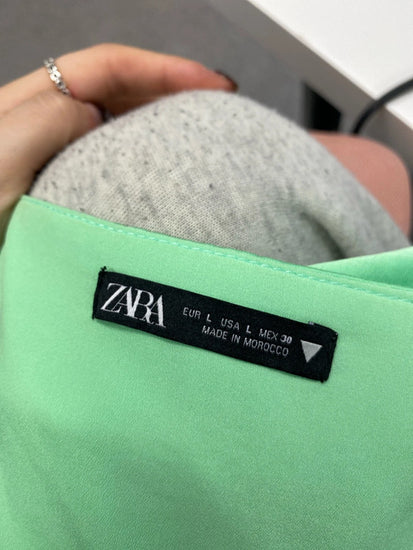 ZARA
EUR L USA L MEX 30
MADE IN MOROCCO